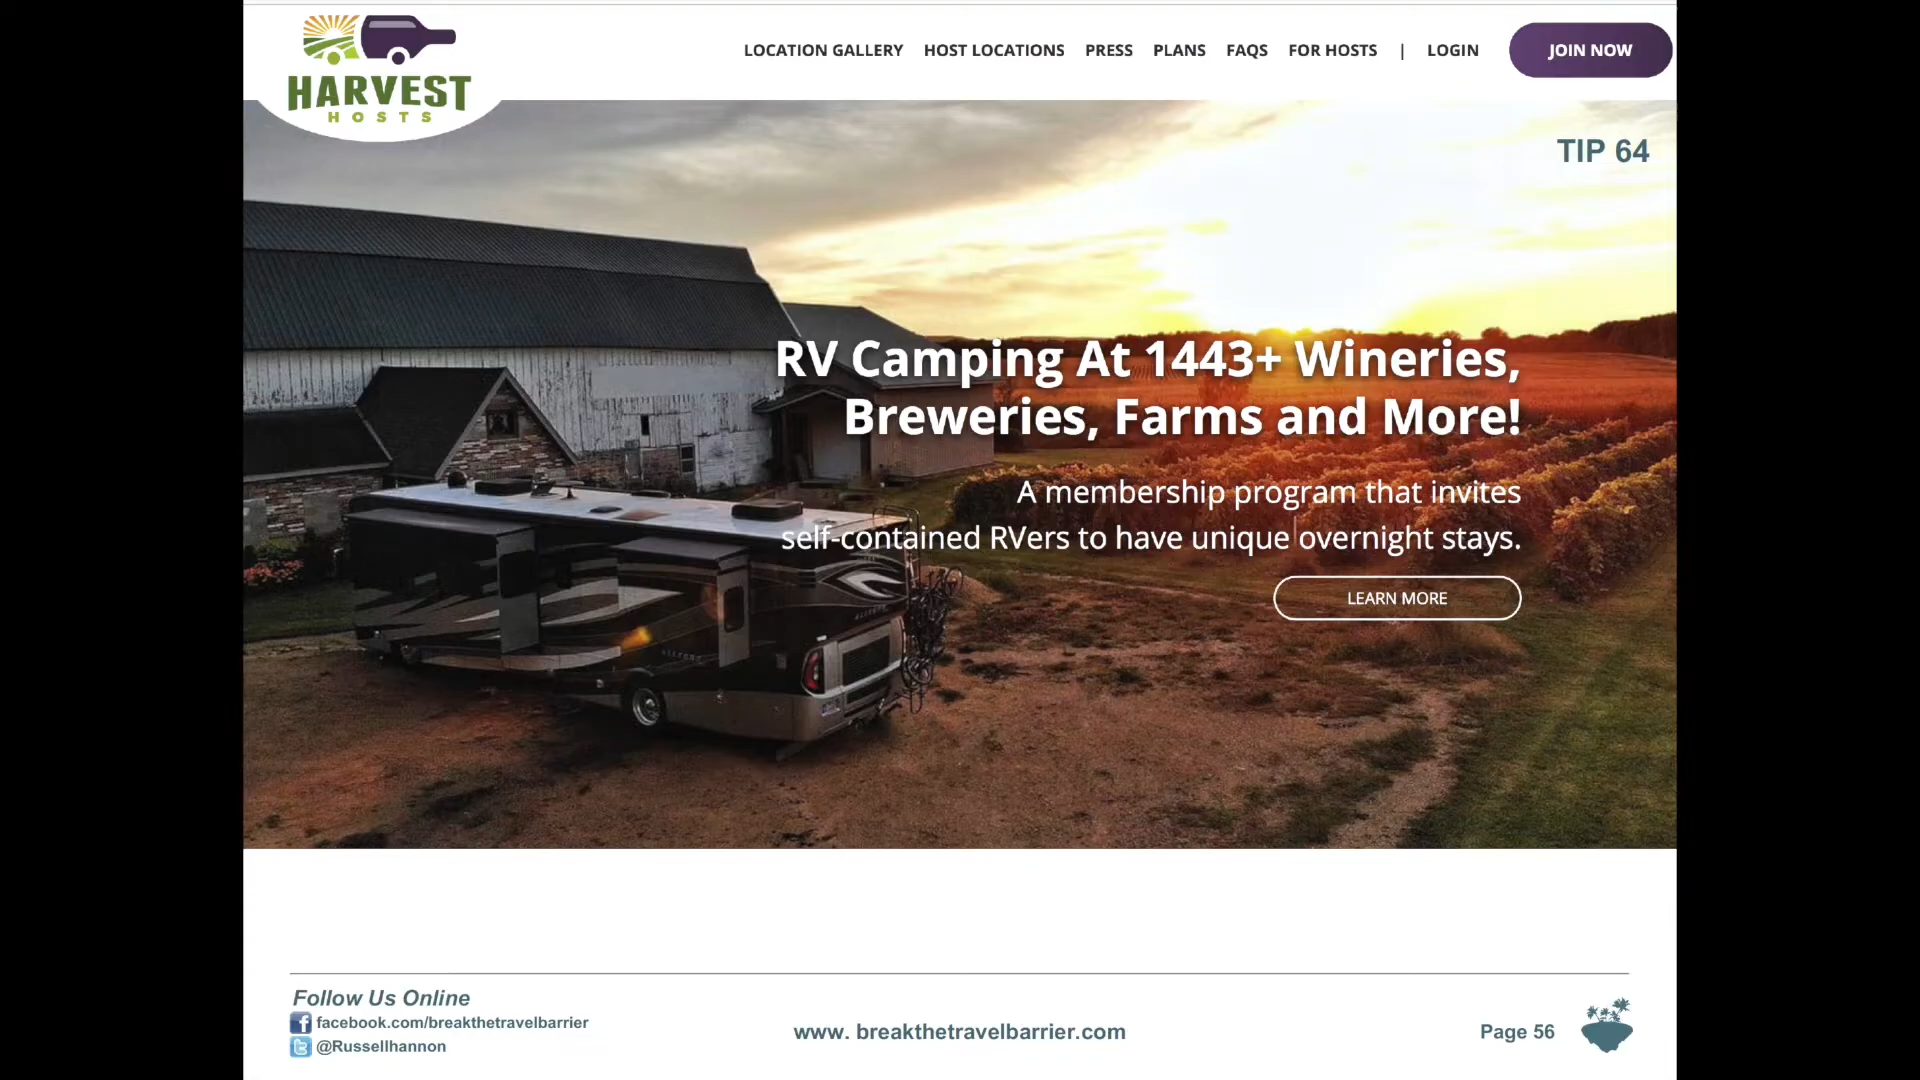 HARVEST
HOSTS
LOCATION GALLERY HOST LOCATIONS PRESS PLANS FAQS FOR HOSTS | LOGIN JOIN NOW
TIP 64
RV Camping At 1443+ Wineries,
Breweries, Farms and More!
A membership program that invites
self-contained RVers to have unique overnight stays.
LEARN MORE
Follow Us Online
facebook.com/breakthetravelbarrier
@Russellhannon
www. breakthetravelbarrier.com
Page 56